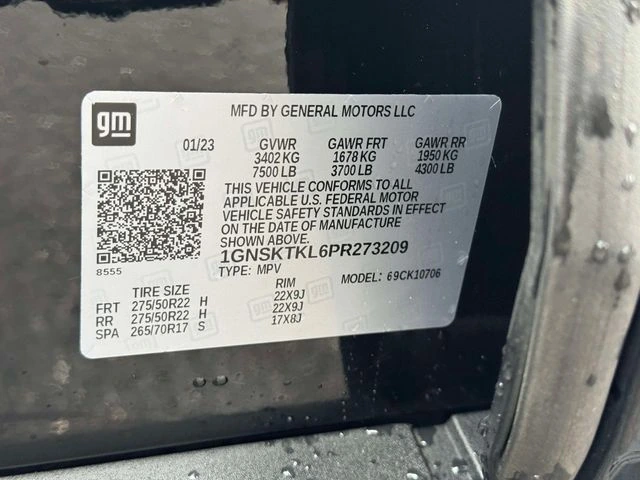 gm
MFD BY GENERAL MOTORS LLC
01/23 GVWR GAWR FRT GAWR RR
3402 KG 1678 KG 1950 KG
7500 LB 3700 LB 4300 LB
THIS VEHICLE CONFORMS TO ALL
APPLICABLE U.S. FEDERAL MOTOR
VEHICLE SAFETY STANDARDS IN EFFECT
ON THE DATE OF MANUFACTURE
SHOWN ABOVE.
8555
1GNSKTKL6PR273209
TYPE: MPV MODEL: 69CK10706
TIRE SIZE RIM
FRT 275/50R22 H 22X9J
RR 275/50R22 H 22X9J
SPA 265/70R17 S 17X8J